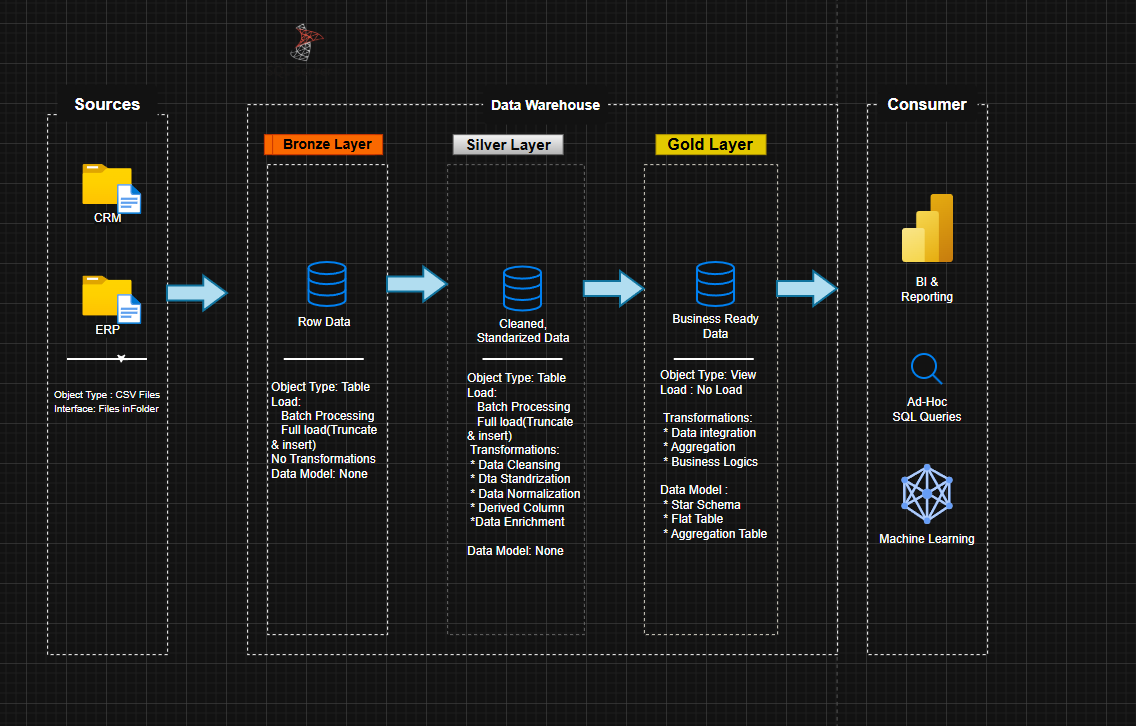 Sources
CRM
ERP
Object Type : CSV Files
Interface: Files inFolder
Data Warehouse
Bronze Layer
Row Data
Object Type: Table
Load:
Batch Processing
Full load(Truncate
& insert)
No Transformations
Data Model: None
Silver Layer
Cleaned,
Standarized Data
Object Type: Table
Load:
Batch Processing
Full load(Truncate
& insert)
Transformations:
* Data Cleansing
* Dta Standrization
* Data Normalization
* Derived Column
*Data Enrichment
Data Model: None
Gold Layer
Business Ready
Data
Object Type: View
Load : No Load
Transformations:
* Data integration
* Aggregation
* Business Logics
Data Model :
* Star Schema
* Flat Table
* Aggregation Table
Consumer
BI &
Reporting
Ad-Hoc
SQL Queries
Machine Learning